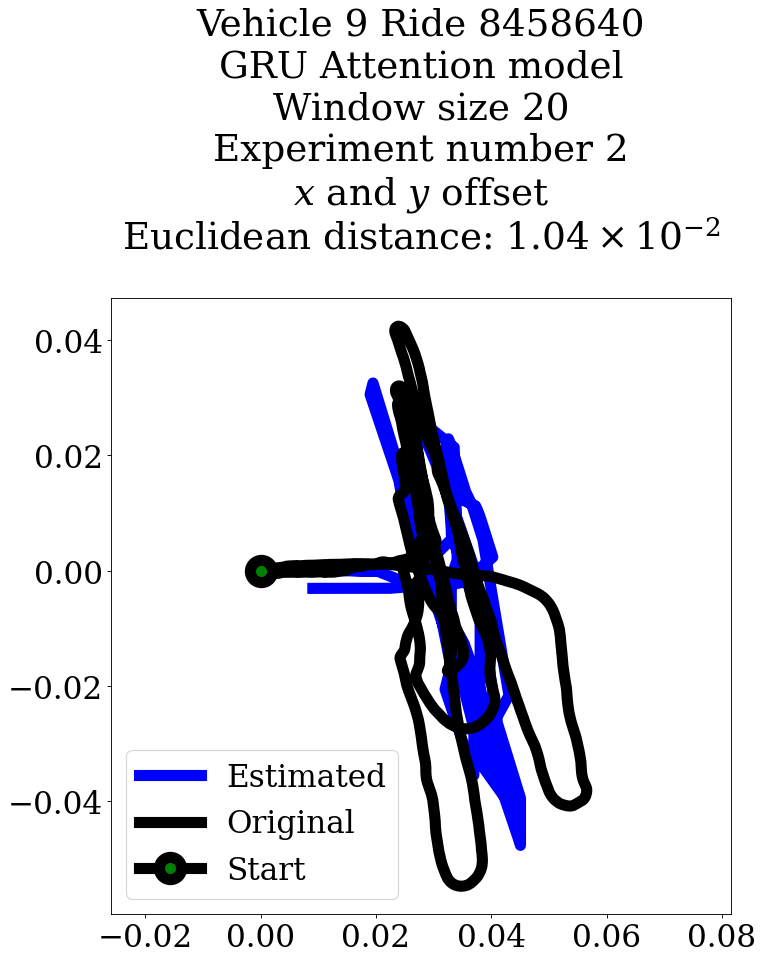 Vehicle 9 Ride 8458640
GRU Attention model
Window size 20
Experiment number 2
x and y offset
Euclidean distance: 1.04 × 10⁻²
0.04
0.02
0.00
−0.02
−0.04
Estimated
Original
Start
−0.02 0.00 0.02 0.04 0.06 0.08